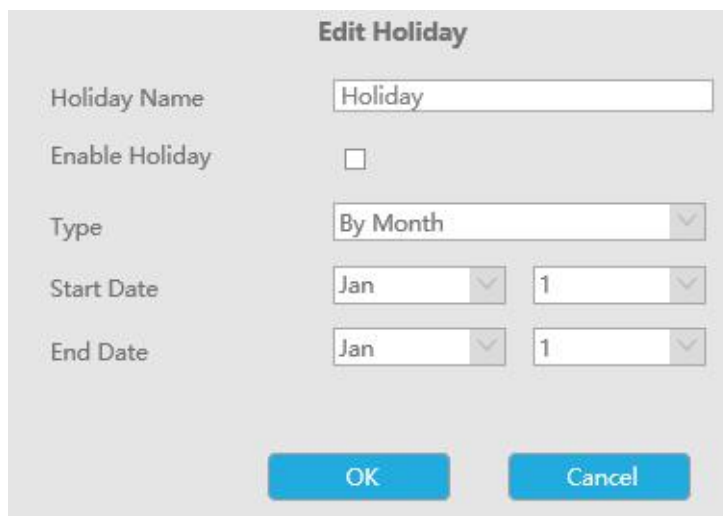 Edit Holiday
Holiday Name Holiday
Enable Holiday
Type By Month
Start Date Jan 1
End Date Jan 1
OK Cancel